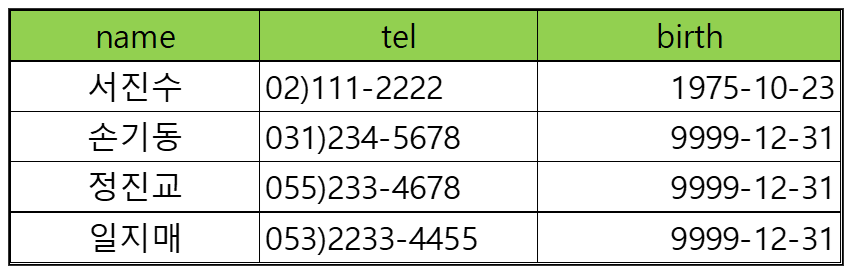 name tel birth
서진수 02)111-2222 1975-10-23
손기동 031)234-5678 9999-12-31
정진교 055)233-4678 9999-12-31
일지매 053)2233-4455 9999-12-31